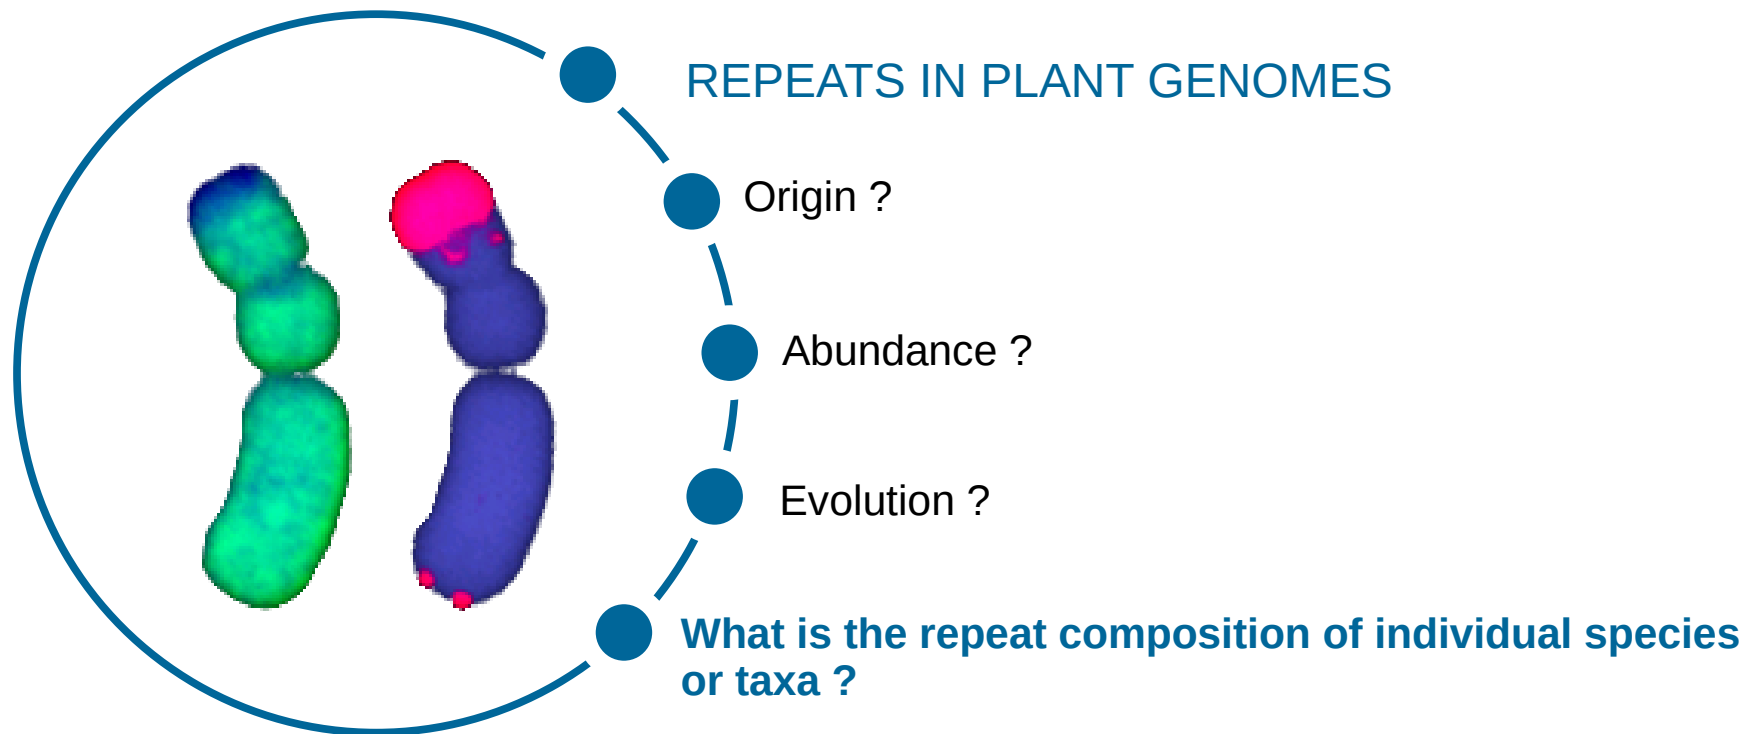 REPEATS IN PLANT GENOMES
Origin ?
Abundance ?
Evolution ?
What is the repeat composition of individual species
or taxa ?